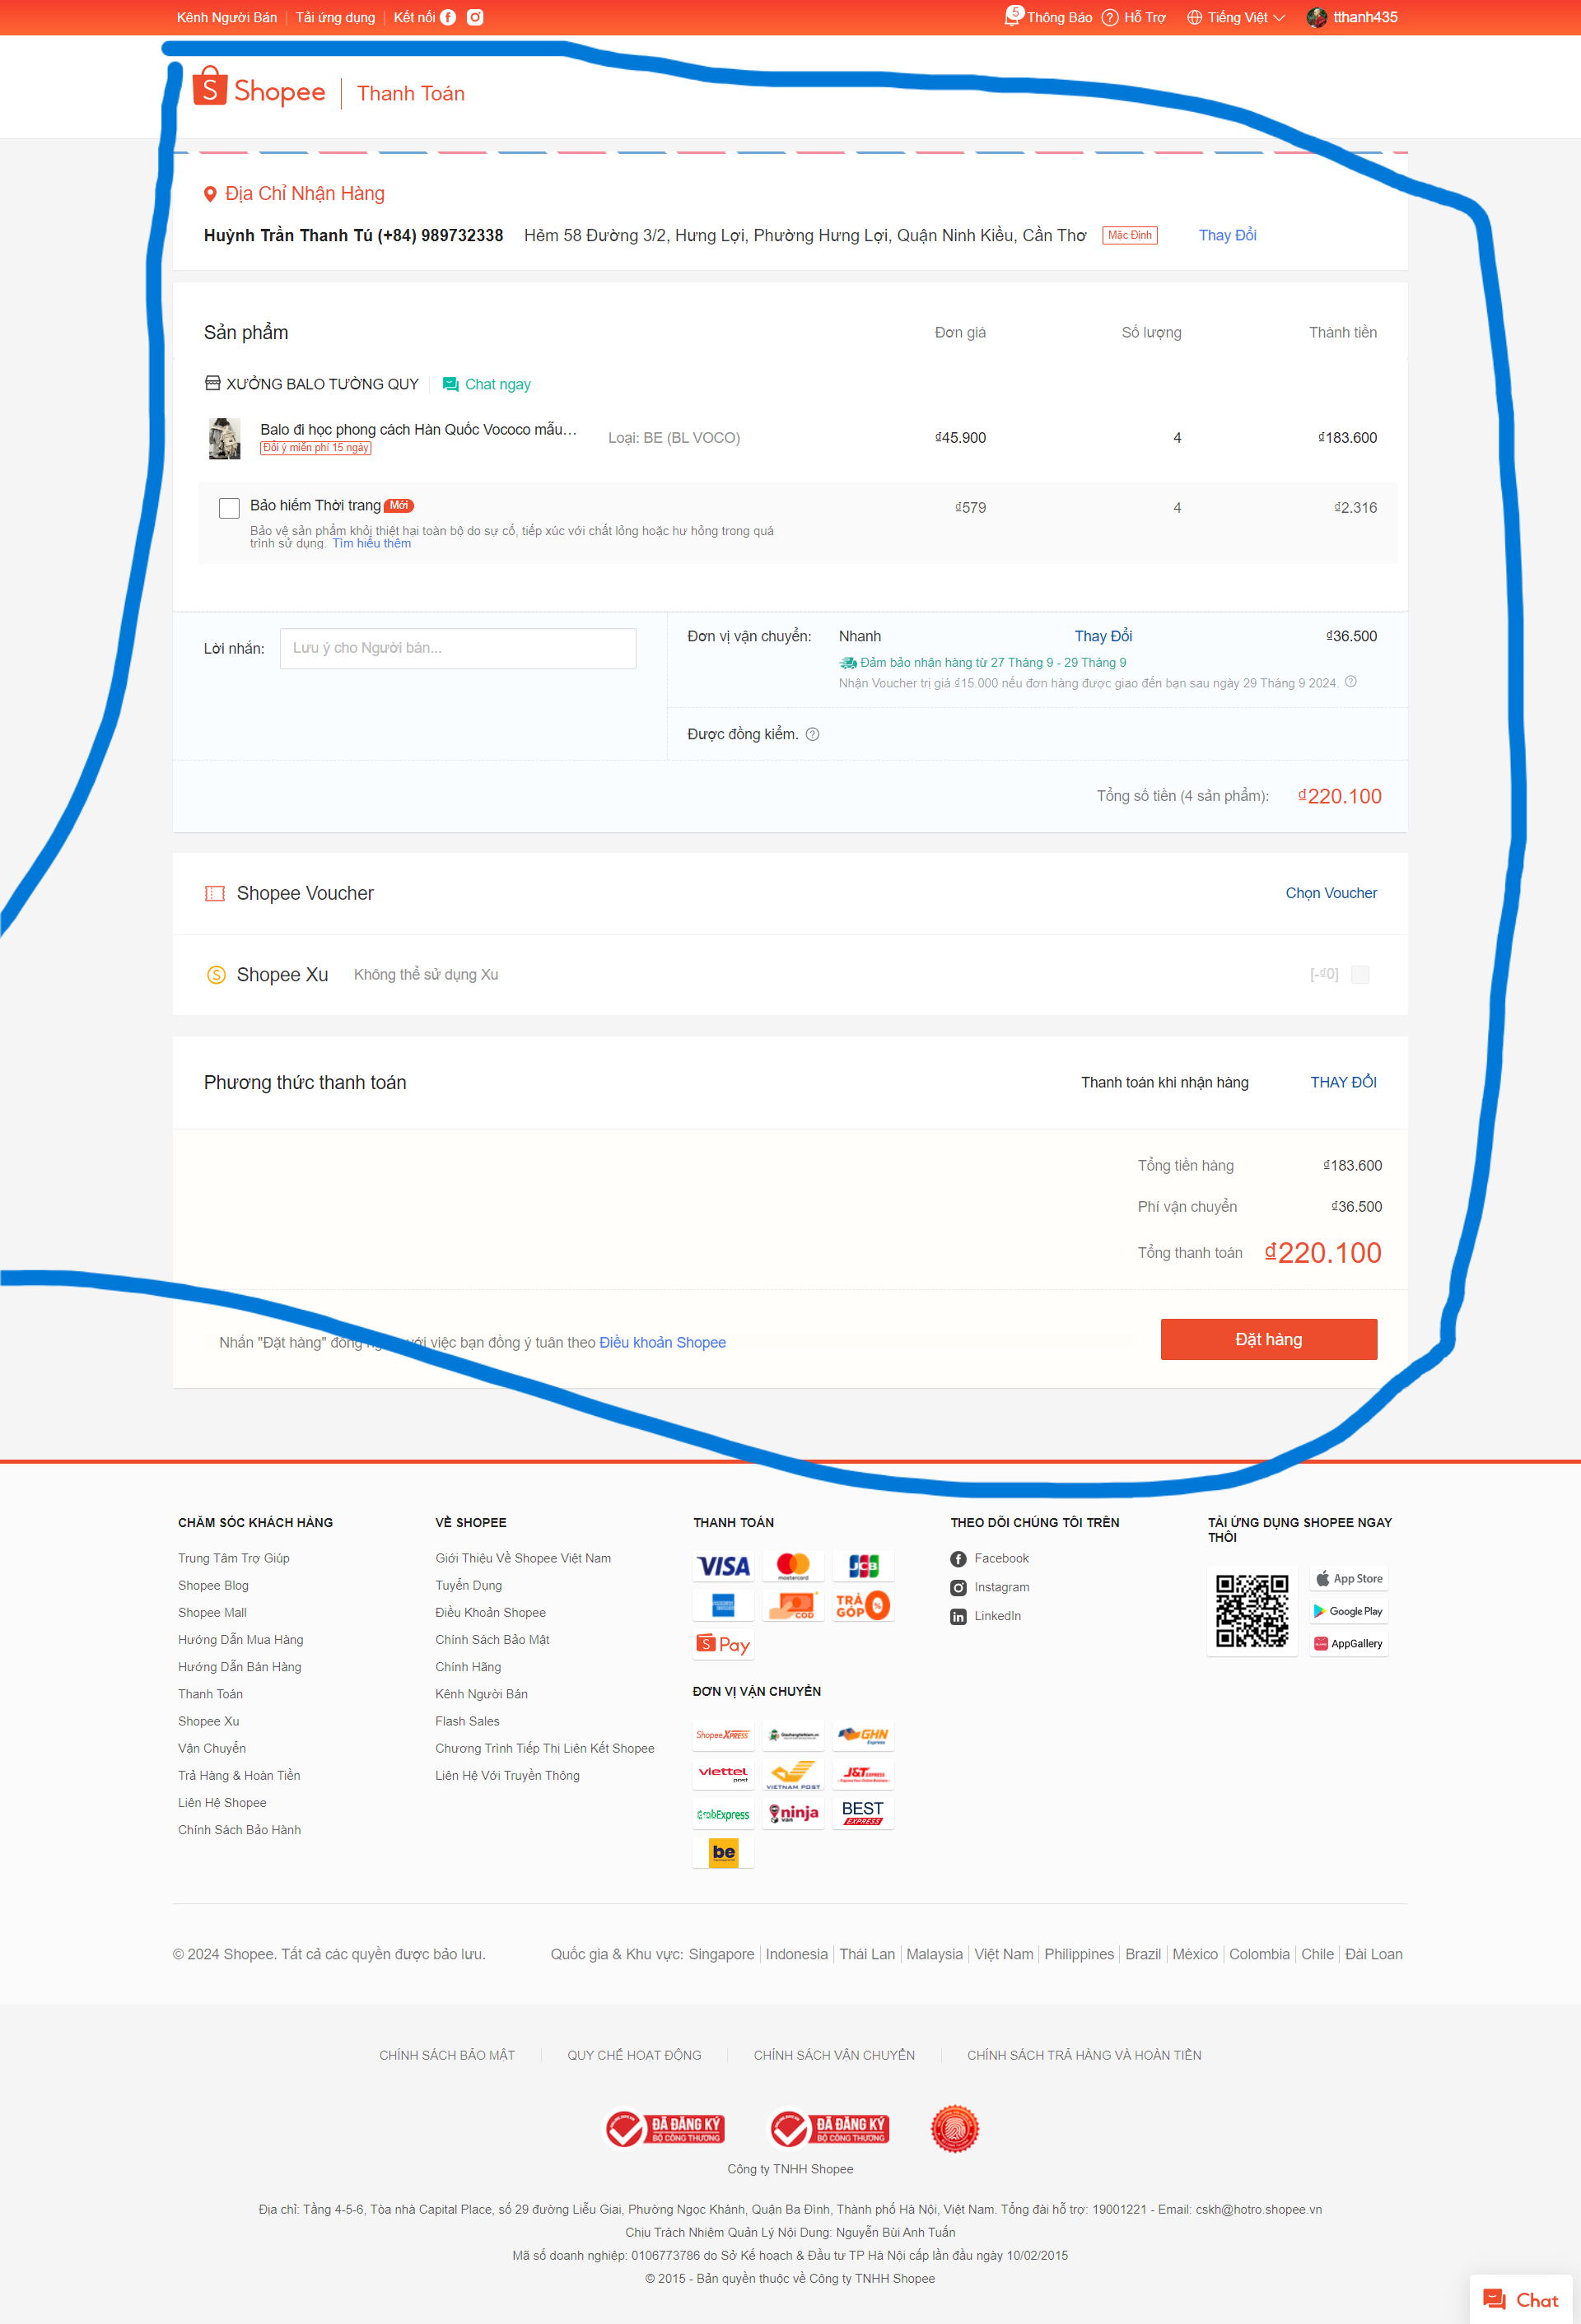 Kênh Người Bán Tải ứng dụng Kết nối
5 Thông Báo Hỗ Trợ Tiếng Việt tthanh435
Shopee Thanh Toán
Địa Chỉ Nhận Hàng
Huỳnh Trần Thanh Tú (+84) 989732338 Hẻm 58 Đường 3/2, Hưng Lợi, Phường Hưng Lợi, Quận Ninh Kiều, Cần Thơ Mặc Định Thay Đổi
Sản phẩm Đơn giá Số lượng Thành tiền
XƯỞNG BALO TƯỜNG QUY Chat ngay
Balo đi học phong cách Hàn Quốc Vococo mẫu... Loại: BE (BL VOCO) ₫45.900 4 ₫183.600
Đổi ý miễn phí 15 ngày
Bảo hiểm Thời trang Mới ₫579 4 ₫2.316
Bảo vệ sản phẩm khỏi thiệt hại toàn bộ do sự cố, tiếp xúc với chất lỏng hoặc hư hỏng trong quá
trình sử dụng. Tìm hiểu thêm
Lời nhắn: Lưu ý cho Người bán...
Đơn vị vận chuyển: Nhanh Thay Đổi ₫36.500
Đảm bảo nhận hàng từ 27 Tháng 9 - 29 Tháng 9
Nhận Voucher trị giá ₫15.000 nếu đơn hàng được giao đến bạn sau ngày 29 Tháng 9 2024.
Được đồng kiểm.
Tổng số tiền (4 sản phẩm): ₫220.100
Shopee Voucher Chọn Voucher
Shopee Xu Không thể sử dụng Xu [-₫0]
Phương thức thanh toán Thanh toán khi nhận hàng THAY ĐỔI
Tổng tiền hàng ₫183.600
Phí vận chuyển ₫36.500
Tổng thanh toán ₫220.100
Nhấn "Đặt hàng" đồng với việc bạn đồng ý tuân theo Điều khoản Shopee
Đặt hàng
CHĂM SÓC KHÁCH HÀNG
Trung Tâm Trợ Giúp
Shopee Blog
Shopee Mall
Hướng Dẫn Mua Hàng
Hướng Dẫn Bán Hàng
Thanh Toán
Shopee Xu
Vận Chuyển
Trả Hàng & Hoàn Tiền
Liên Hệ Shopee
Chính Sách Bảo Hành
VỀ SHOPEE
Giới Thiệu Về Shopee Việt Nam
Tuyển Dụng
Điều Khoản Shopee
Chính Sách Bảo Mật
Chính Hãng
Kênh Người Bán
Flash Sales
Chương Trình Tiếp Thị Liên Kết Shopee
Liên Hệ Với Truyền Thông
THANH TOÁN
VISA mastercard JCB
COD TRẢ GÓP 0
S Pay
ĐƠN VỊ VẬN CHUYỂN
Shopee XPRESS GHN Express
viettel post VIETNAM POST J&T EXPRESS
GrabExpress ninja van BEST EXPRESS
be
THEO DÕI CHÚNG TÔI TRÊN
Facebook
Instagram
LinkedIn
TẢI ỨNG DỤNG SHOPEE NGAY
THÔI
App Store
Google Play
AppGallery
© 2024 Shopee. Tất cả các quyền được bảo lưu.
Quốc gia & Khu vực: Singapore Indonesia Thái Lan Malaysia Việt Nam Philippines Brazil México Colombia Chile Đài Loan
CHÍNH SÁCH BẢO MẬT QUY CHẾ HOẠT ĐỘNG CHÍNH SÁCH VẬN CHUYỂN CHÍNH SÁCH TRẢ HÀNG VÀ HOÀN TIỀN
ĐÃ ĐĂNG KÝ BỘ CÔNG THƯƠNG ĐÃ ĐĂNG KÝ BỘ CÔNG THƯƠNG
Công ty TNHH Shopee
Địa chỉ: Tầng 4-5-6, Tòa nhà Capital Place, số 29 đường Liễu Giai, Phường Ngọc Khánh, Quận Ba Đình, Thành phố Hà Nội, Việt Nam. Tổng đài hỗ trợ: 19001221 - Email: cskh@hotro.shopee.vn
Chịu Trách Nhiệm Quản Lý Nội Dung: Nguyễn Bùi Anh Tuấn
Mã số doanh nghiệp: 0106773786 do Sở Kế hoạch & Đầu tư TP Hà Nội cấp lần đầu ngày 10/02/2015
© 2015 - Bản quyền thuộc về Công ty TNHH Shopee
Chat